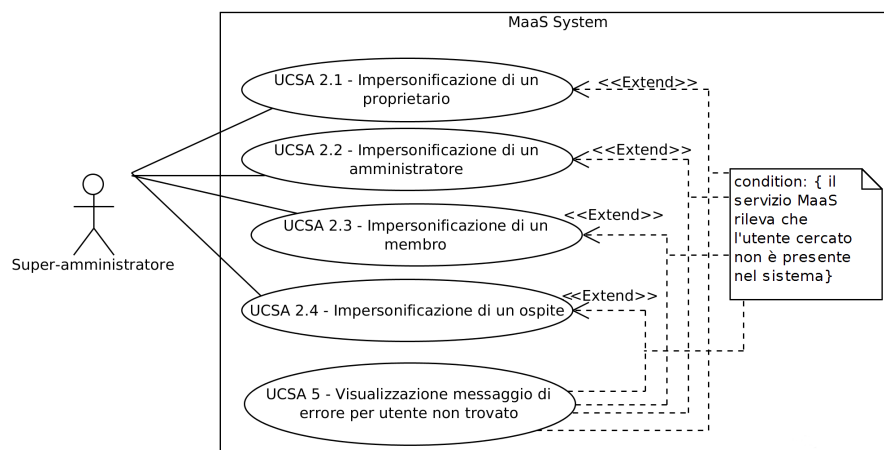 MaaS System
UCSA 2.1 - Impersonificazione di un
proprietario
<<Extend>>
UCSA 2.2 - Impersonificazione di un
amministratore
<<Extend>>
condition: { il
servizio MaaS
rileva che
l'utente cercato
non è presente
nel sistema}
UCSA 2.3 - Impersonificazione di un
membro
<<Extend>>
Super-amministratore
UCSA 2.4 - Impersonificazione di un ospite
<<Extend>>
UCSA 5 - Visualizzazione messaggio di
errore per utente non trovato